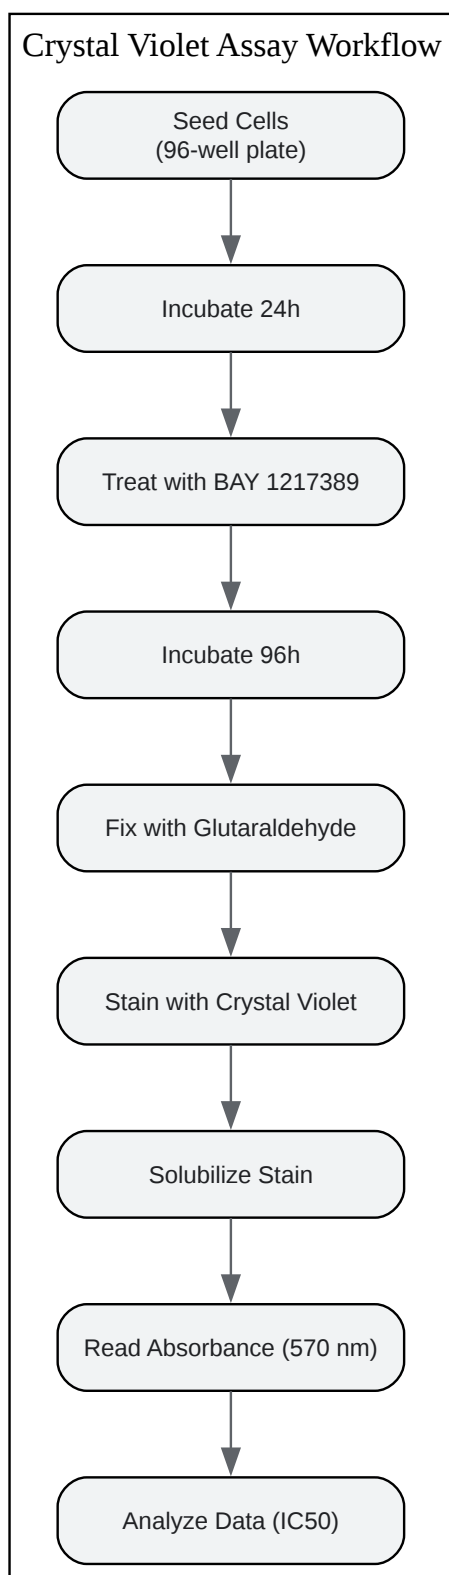 Crystal Violet Assay Workflow
Seed Cells
(96-well plate)
Incubate 24h
Treat with BAY 1217389
Incubate 96h
Fix with Glutaraldehyde
Stain with Crystal Violet
Solubilize Stain
Read Absorbance (570 nm)
Analyze Data (IC50)